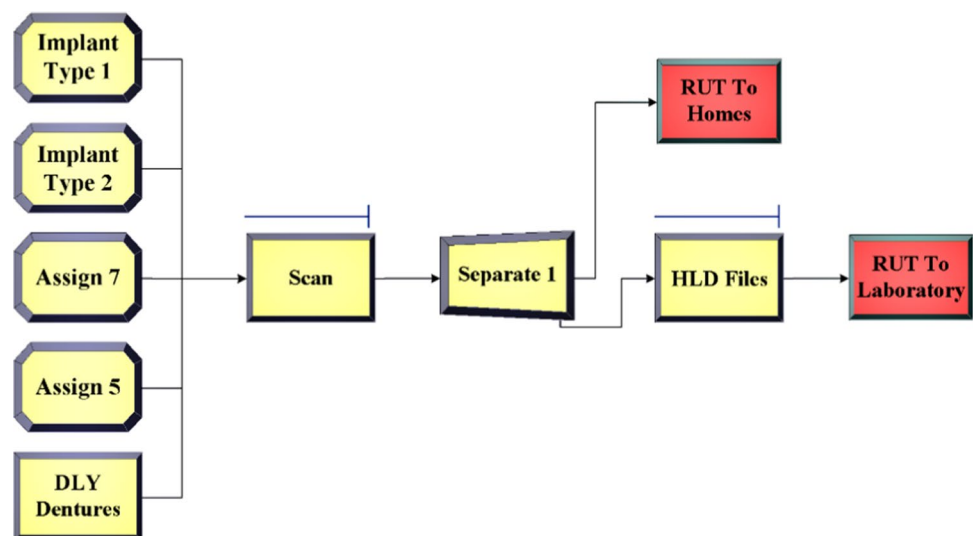 Implant
Type 1
Implant
Type 2
Assign 7
Assign 5
DLY
Dentures
Scan
Separate 1
RUT To
Homes
HLD Files
RUT To
Laboratory